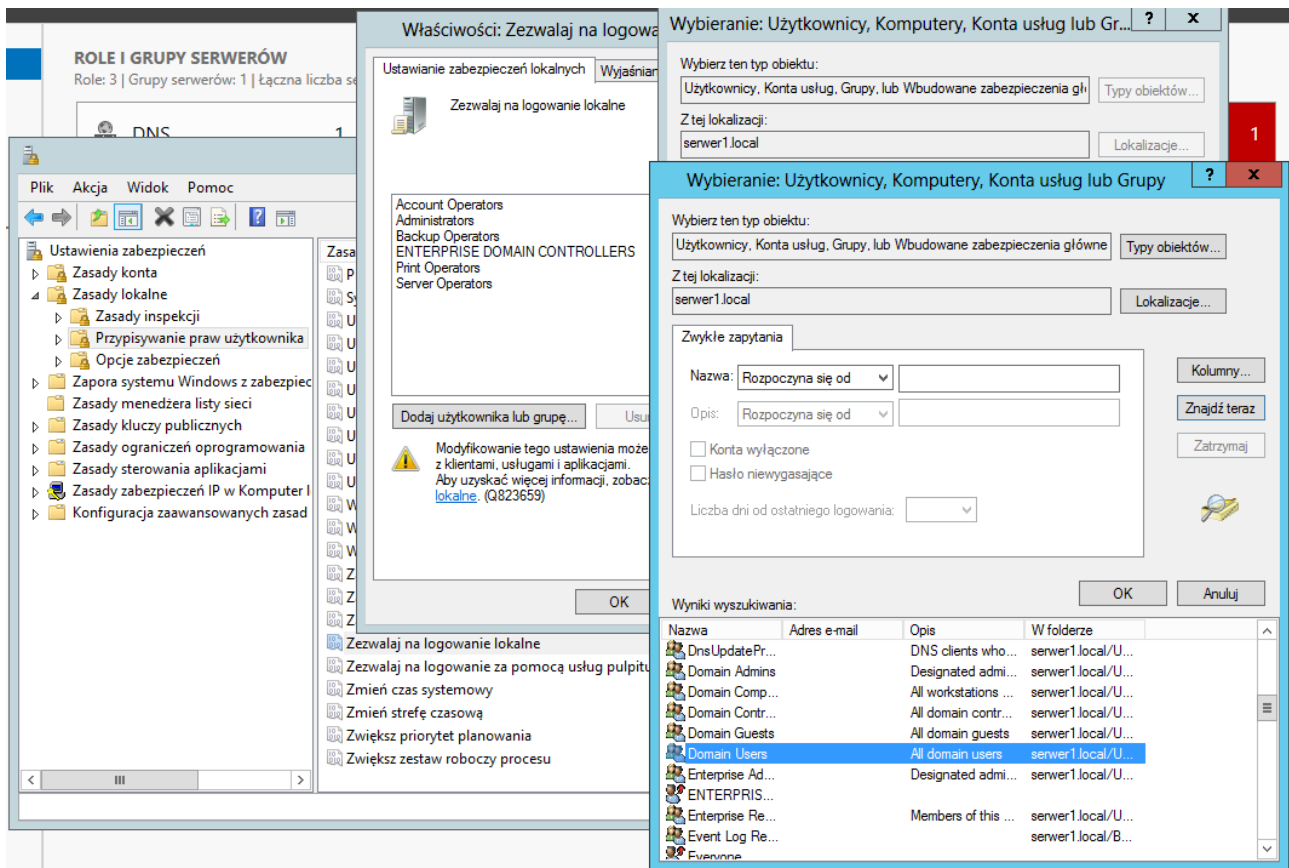 ROLE I GRUPY SERWERÓW
Role: 3 | Grupy serwerów: 1 | Łączna liczba
DNS 1
1
Plik Akcja Widok Pomoc
Ustawienia zabezpieczeń
Zasady konta
Zasady lokalne
Zasady inspekcji
Przypisywanie praw użytkownika
Opcje zabezpieczeń
Zapora systemu Windows z zabezpiec
Zasady menedżera listy sieci
Zasady kluczy publicznych
Zasady ograniczeń oprogramowania
Zasady sterowania aplikacjami
Zasady zabezpieczeń IP w Komputer l
Konfiguracja zaawansowanych zasad
Zasa
P
Sy
U
U
U
U
U
U
U
U
W
W
W
Z
Z
Z
Zezwalaj na logowanie lokalne
Zezwalaj na logowanie za pomocą usług pulpitu
Zmień czas systemowy
Zmień strefę czasową
Zwiększ priorytet planowania
Zwiększ zestaw roboczy procesu
Właściwości: Zezwalaj na logowa
Ustawianie zabezpieczeń lokalnych Wyjaśnian
Zezwalaj na logowanie lokalne
Account Operators
Administrators
Backup Operators
ENTERPRISE DOMAIN CONTROLLERS
Print Operators
Server Operators
Dodaj użytkownika lub grupę... Usu
Modyfikowanie tego ustawienia może
z klientami, usługami i aplikacjami.
Aby uzyskać więcej informacji, zobac
lokalne. (Q823659)
OK
Wybieranie: Użytkownicy, Komputery, Konta usług lub Gr... ? x
Wybierz ten typ obiektu:
Użytkownicy, Konta usług, Grupy, lub Wbudowane zabezpieczenia głó Typy obiektów...
Z tej lokalizacji:
serwer1.local Lokalizacje...
Wybieranie: Użytkownicy, Komputery, Konta usług lub Grupy ? x
Wybierz ten typ obiektu:
Użytkownicy, Konta usług, Grupy, lub Wbudowane zabezpieczenia główne Typy obiektów...
Z tej lokalizacji:
serwer1.local Lokalizacje...
Zwykłe zapytania
Nazwa: Rozpoczyna się od
Opis: Rozpoczyna się od
Konta wyłączone
Hasło niewygasające
Liczba dni od ostatniego logowania:
Kolumny...
Znajdź teraz
Zatrzymaj
OK Anuluj
Wyniki wyszukiwania:
Nazwa Adres e-mail Opis W folderze
DnsUpdatePr... DNS clients who... serwer1.local/U...
Domain Admins Designated admi... serwer1.local/U...
Domain Comp... All workstations ... serwer1.local/U...
Domain Contr... All domain contr... serwer1.local/U...
Domain Guests All domain guests serwer1.local/U...
Domain Users All domain users serwer1.local/U...
Enterprise Ad... Designated admi... serwer1.local/U...
ENTERPRIS...
Enterprise Re... Members of this ... serwer1.local/U...
Event Log Re... serwer1.local/B...
Everyone